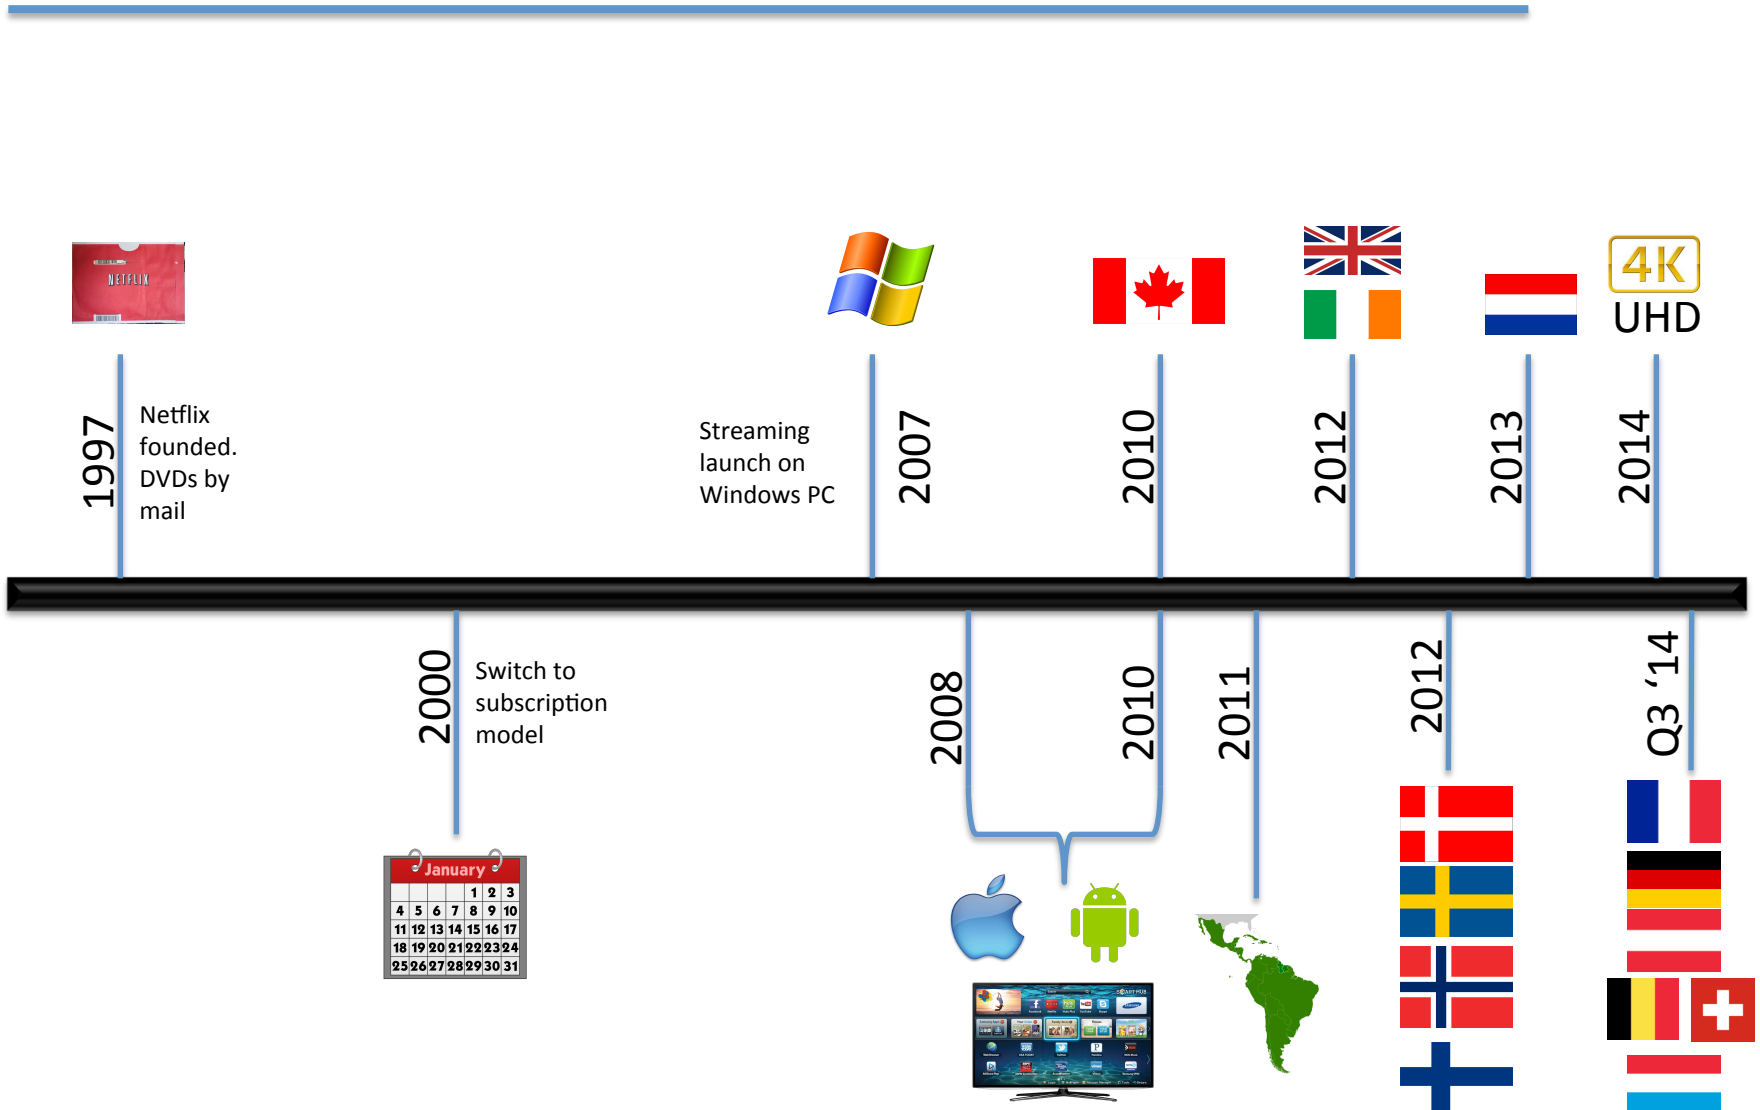 NETFLIX
4K
UHD
1997
Netflix
founded.
DVDs by
mail
Streaming
launch on
Windows PC
2007
2010
2012
2013
2014
2000
Switch to
subscription
model
2008
2010
2011
2012
Q3 ‘14
January
1 2 3
4 5 6 7 8 9 10
11 12 13 14 15 16 17
18 19 20 21 22 23 24
25 26 27 28 29 30 31